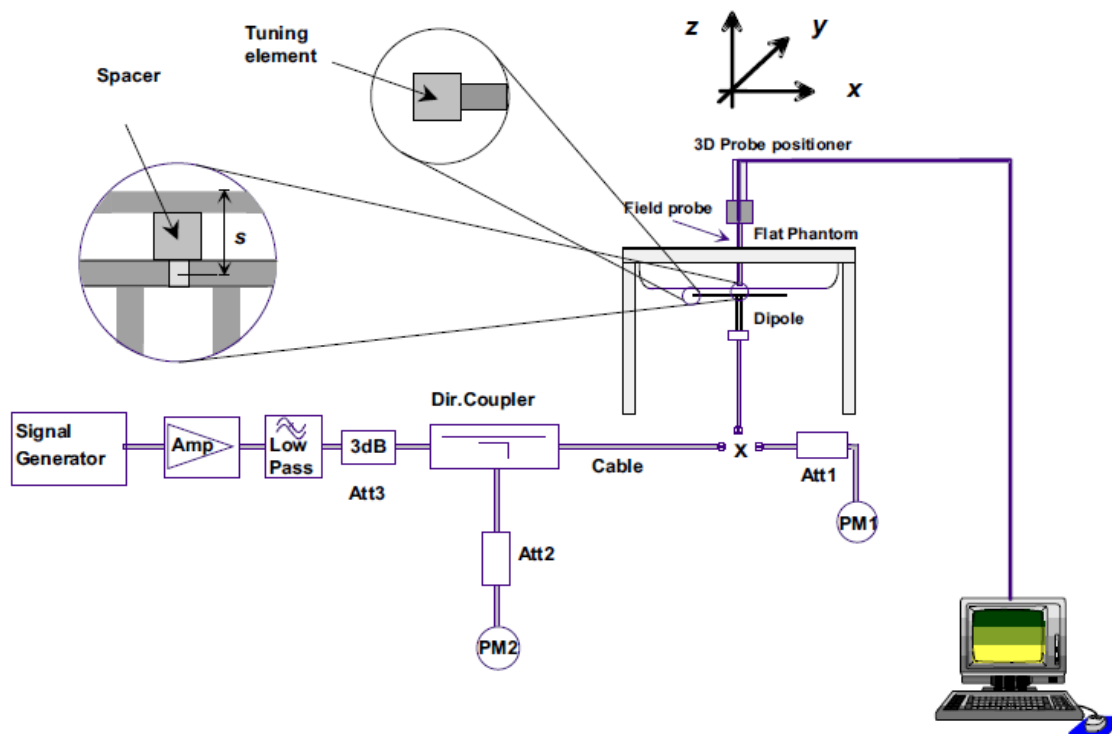 Tuning
element
z
y
x
Spacer
3D Probe positioner
Field probe
Flat Phantom
s
Dipole
Dir.Coupler
Signal
Generator
Amp
Low
Pass
3dB
Att3
Cable
X
Att1
PM1
Att2
PM2